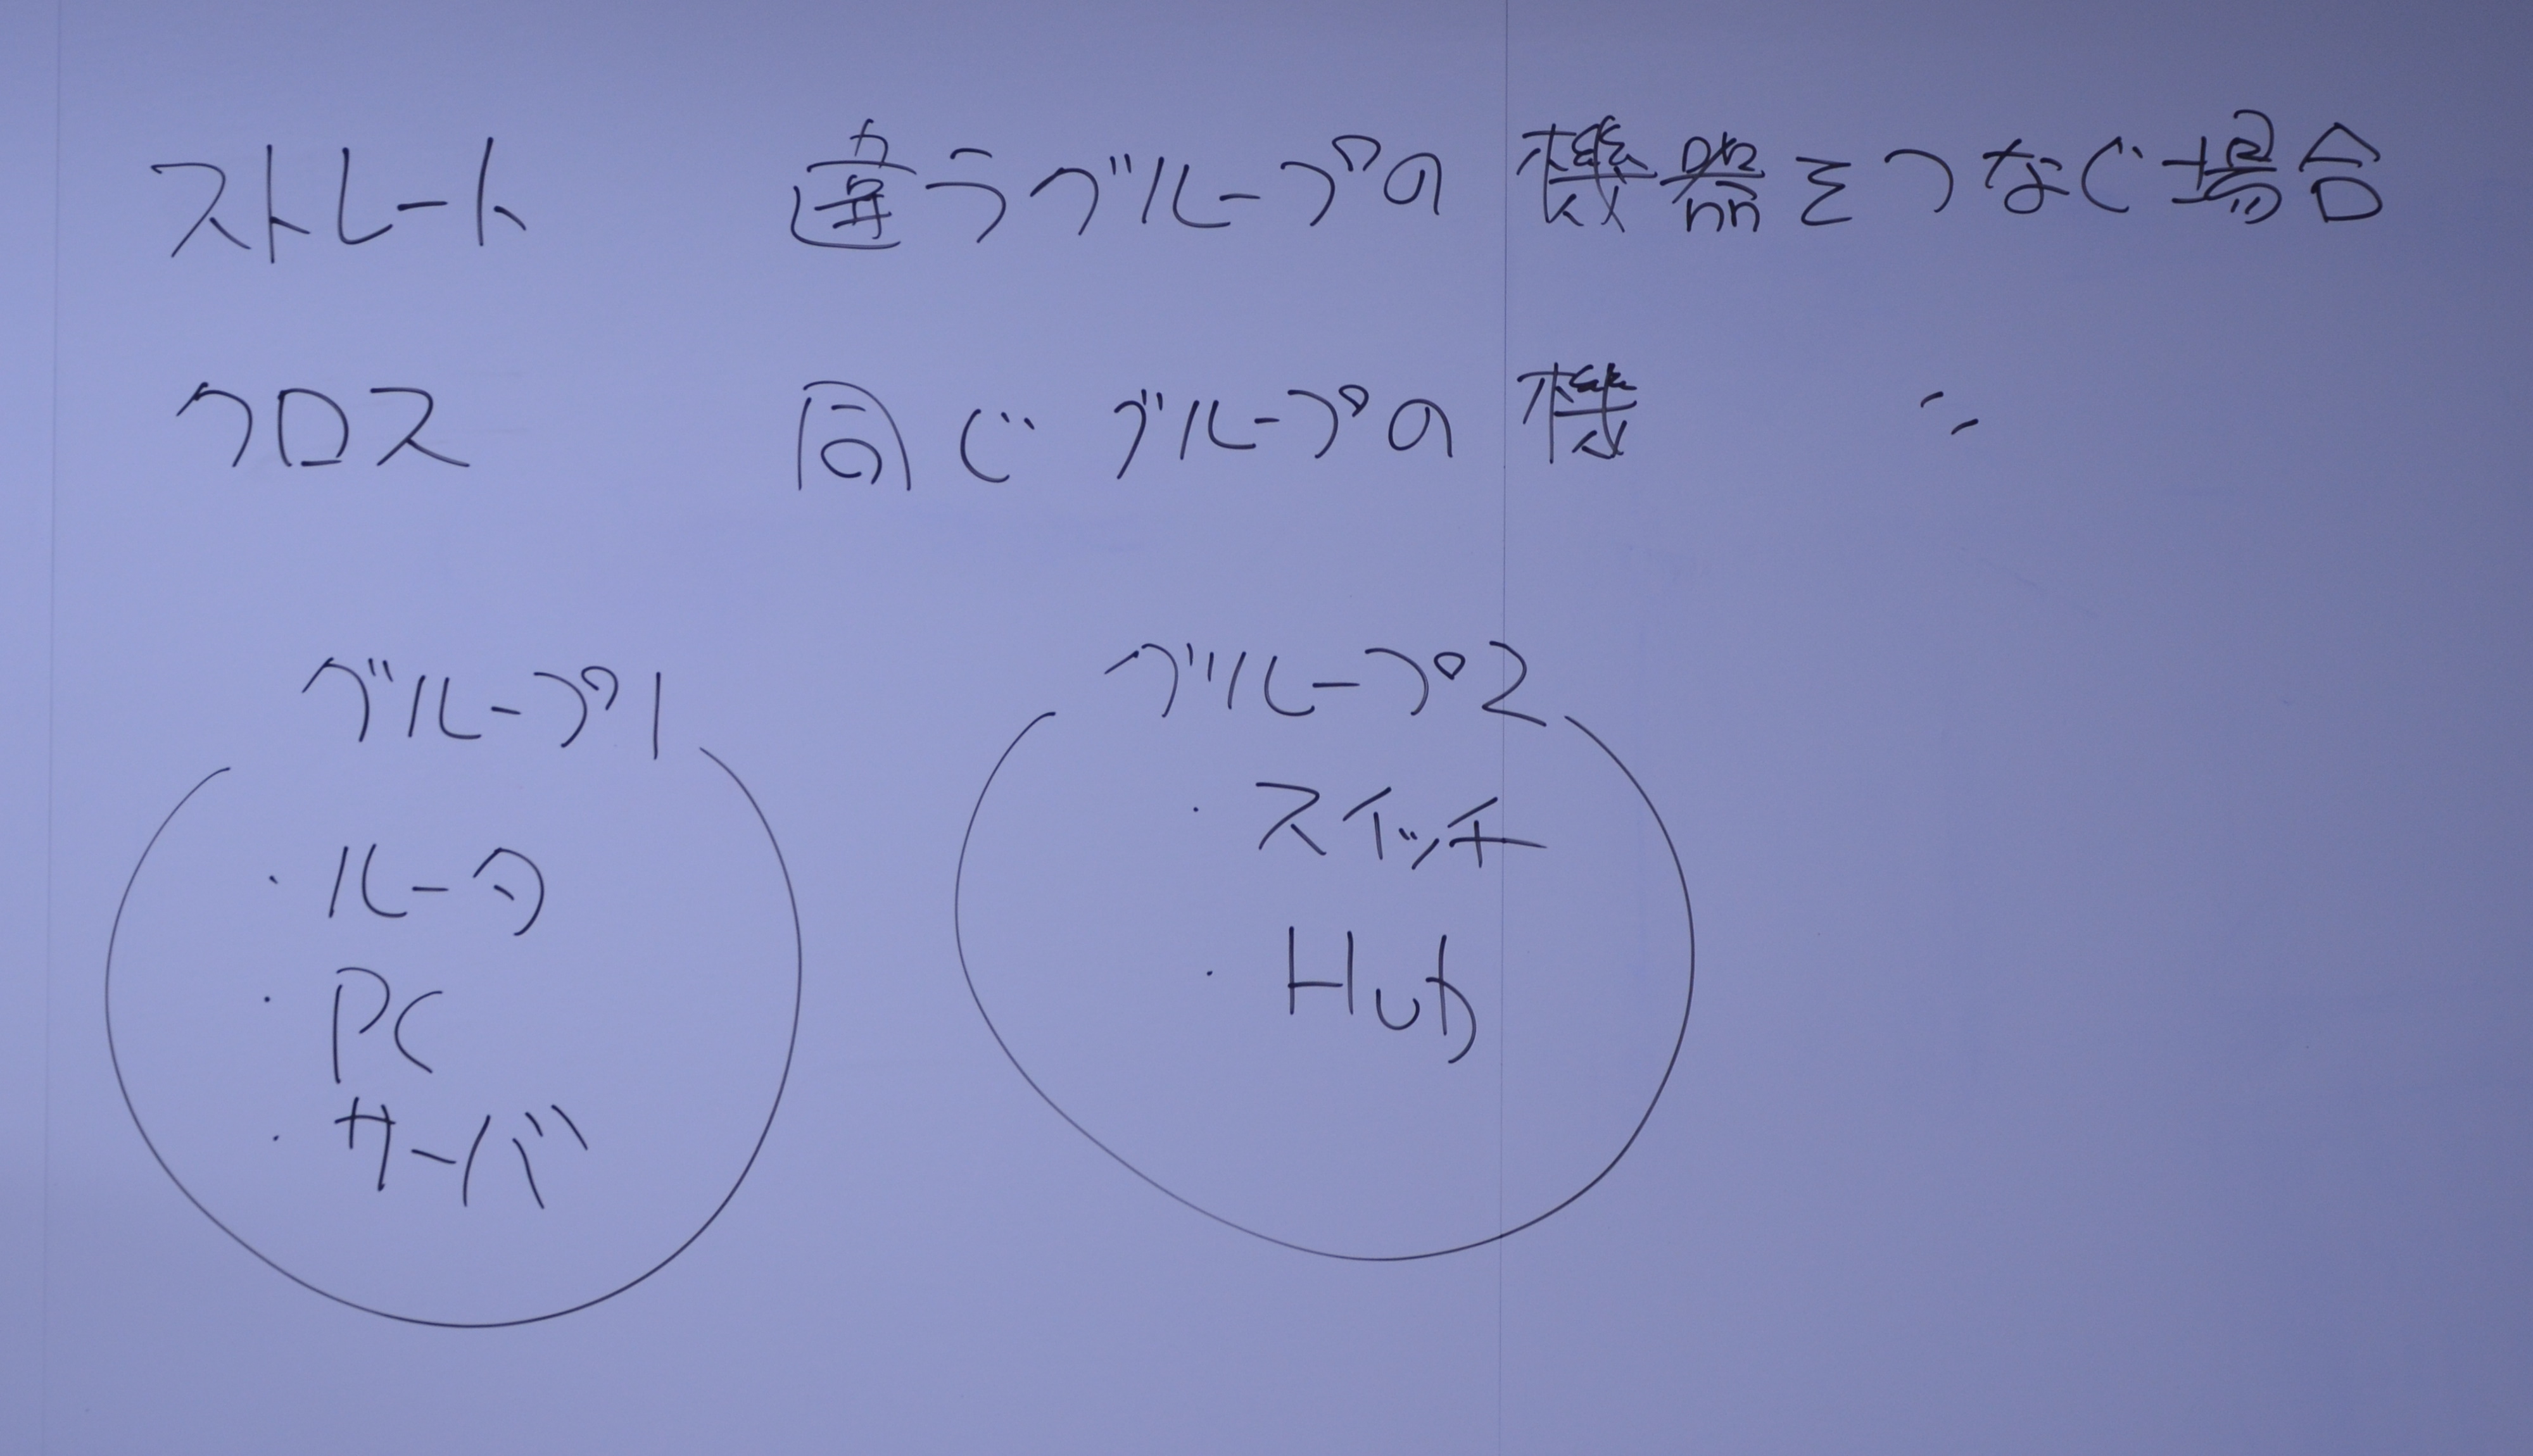 ストレート 違うグループの機器をつなぐ場合
クロス 同じグループの機 〃
グループ1
・ルータ
・PC
・サーバ
グループ2
・スイッチ
・Hub